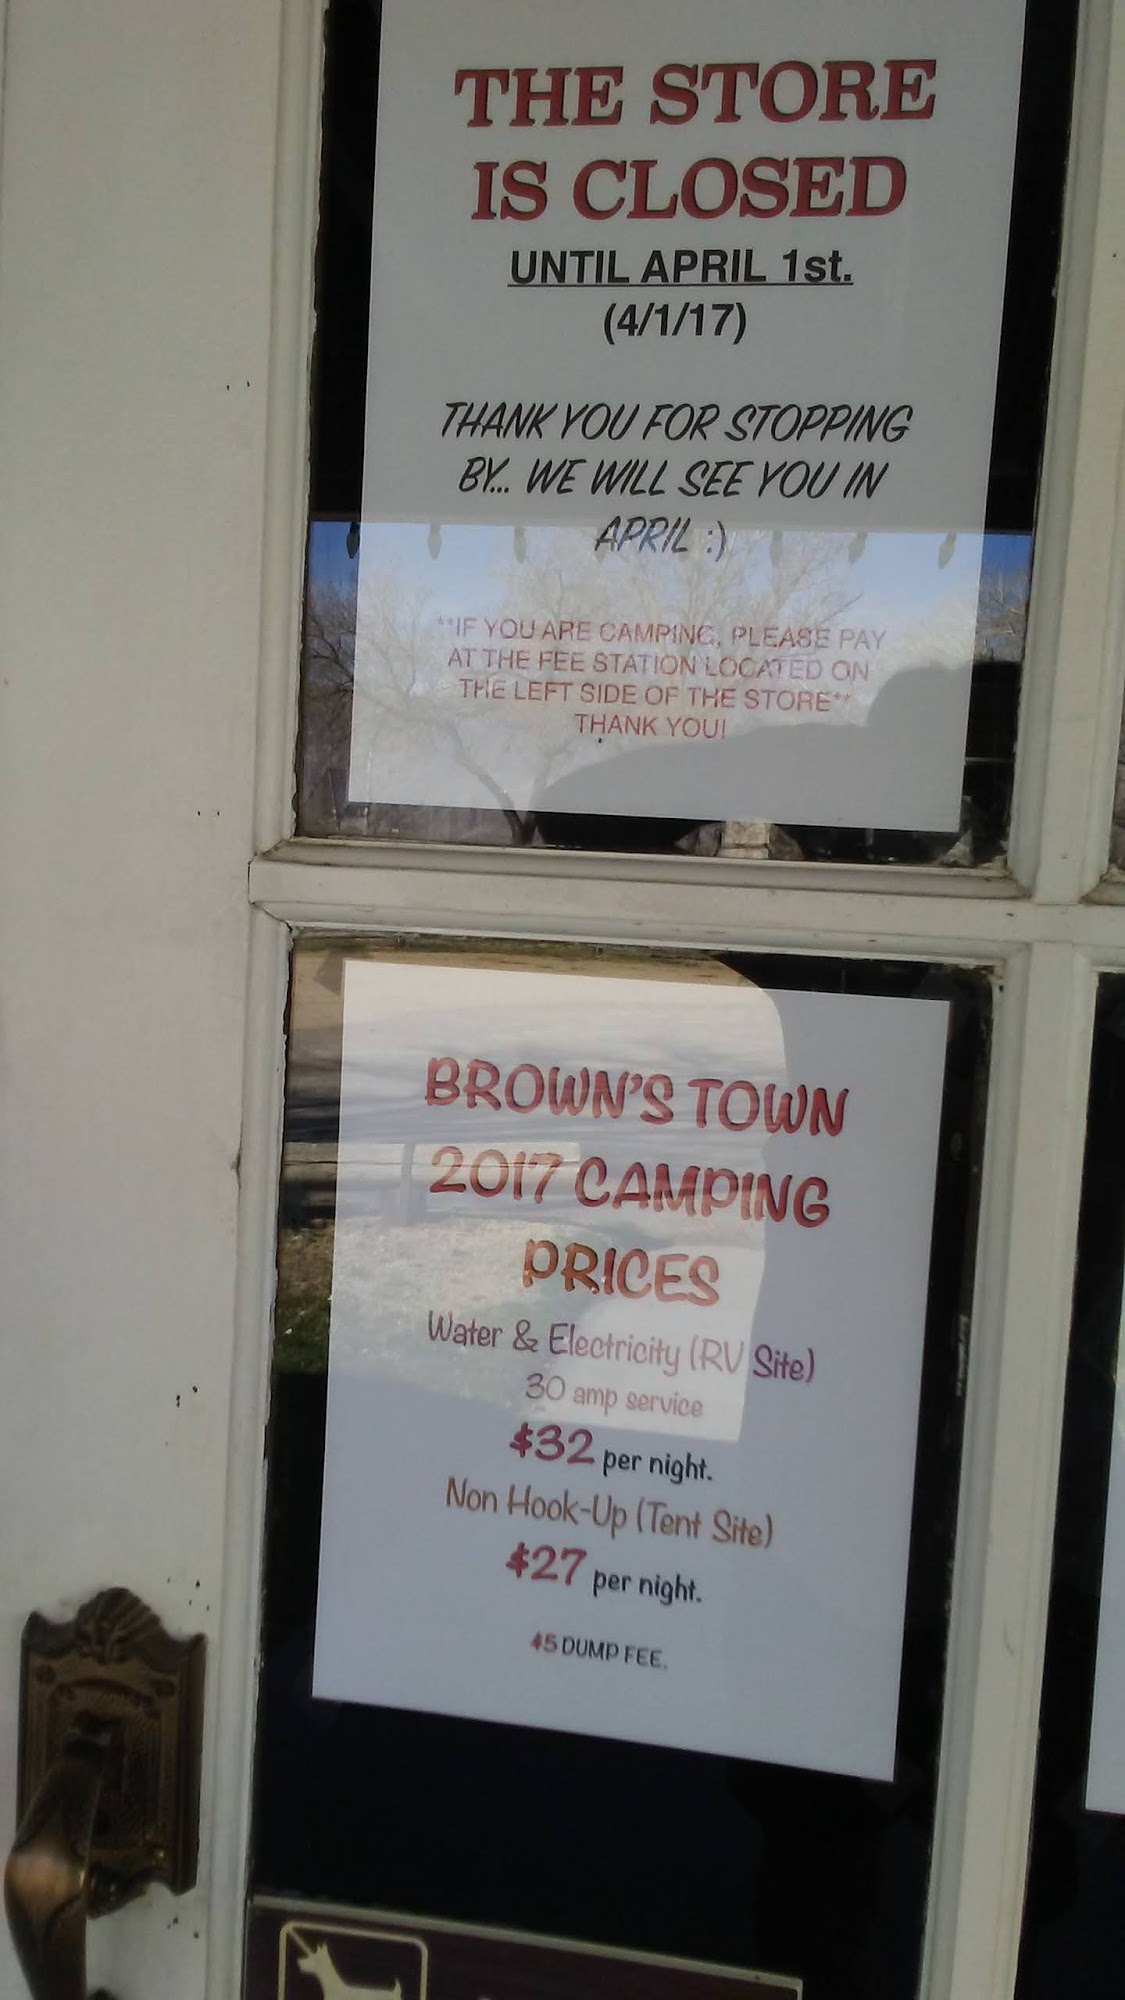 THE STORE
IS CLOSED
UNTIL APRIL 1st.
(4/1/17)
THANK YOU FOR STOPPING
BY... WE WILL SEE YOU IN
APRIL :)
**IF YOU ARE CAMPING, PLEASE PAY
AT THE FEE STATION LOCATED ON
THE LEFT SIDE OF THE STORE**
THANK YOU!
BROWN'S TOWN
2017 CAMPING
PRICES
Water & Electricity (RV Site)
30 amp service
$32 per night.
Non Hook-Up (Tent Site)
$27 per night.
$5 DUMP FEE.